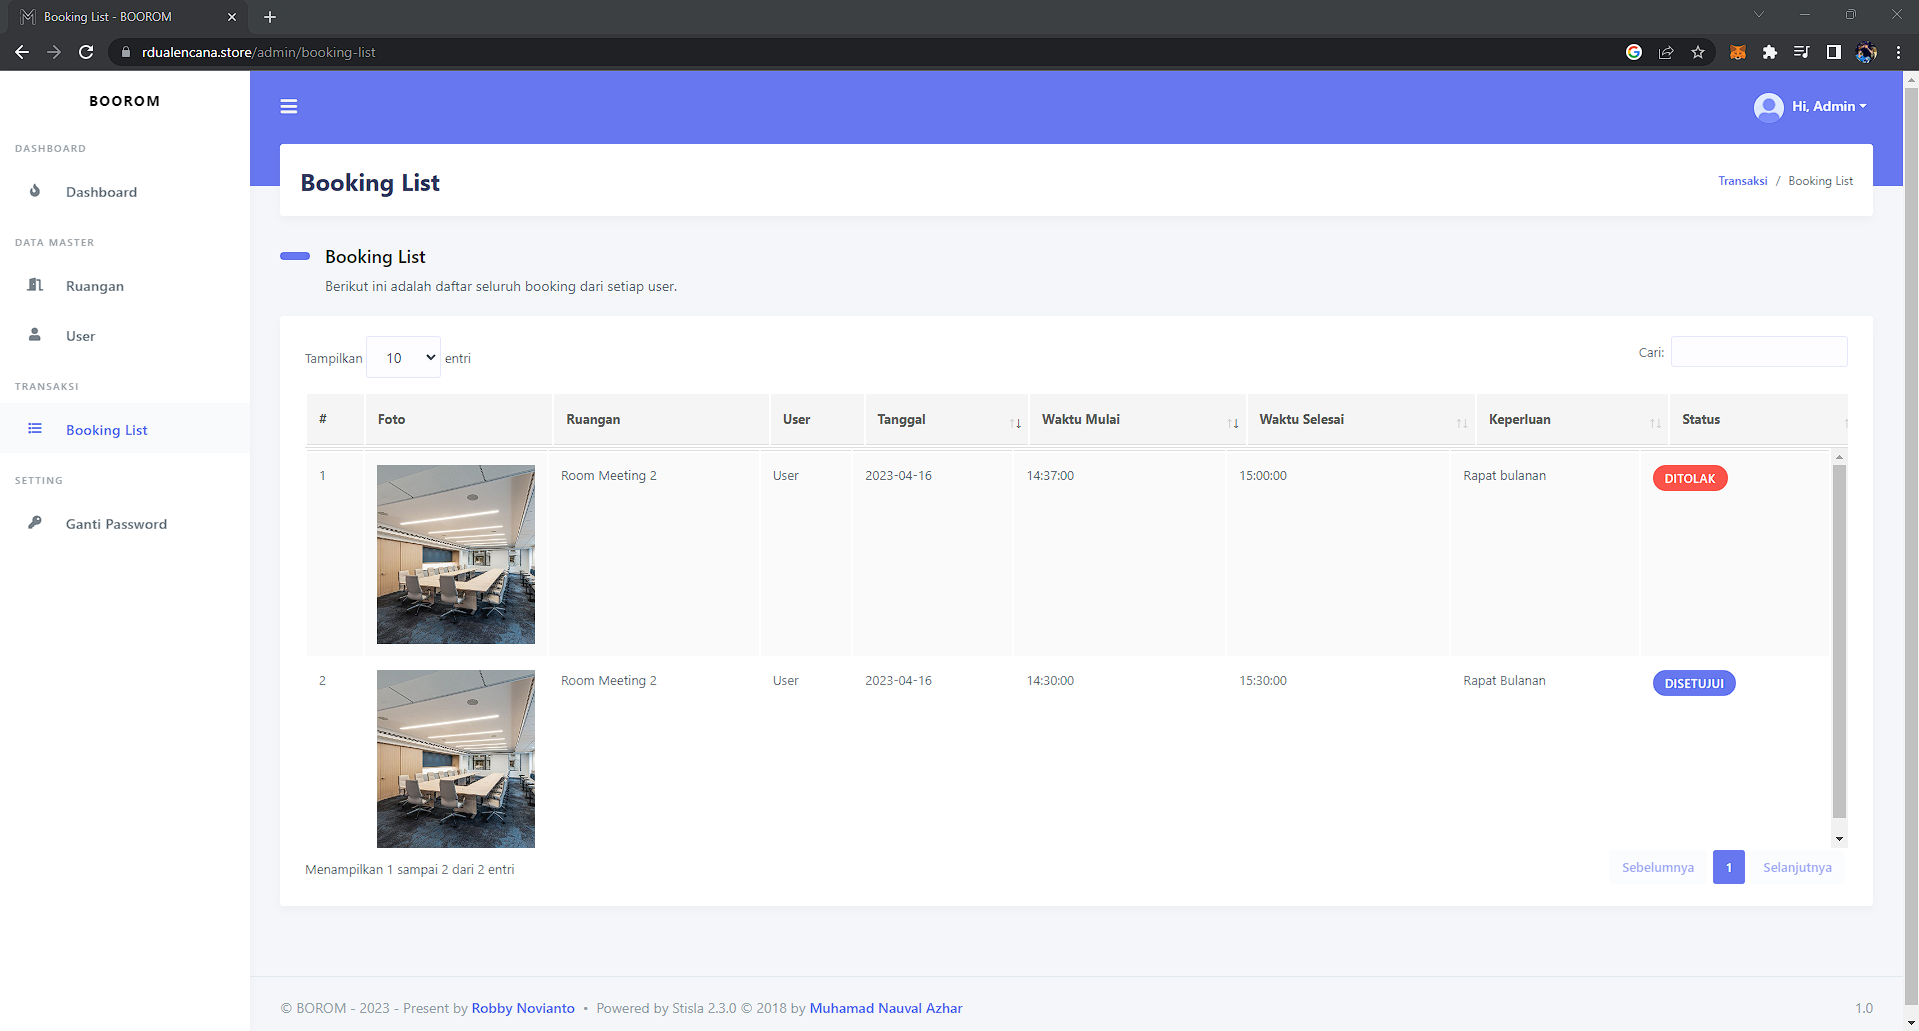 Booking List - BOOROM
rdualencana.store/admin/booking-list
BOOROM
Hi, Admin
DASHBOARD
Dashboard
DATA MASTER
Ruangan
User
TRANSAKSI
Booking List
SETTING
Ganti Password
Booking List
Transaksi / Booking List
Booking List
Berikut ini adalah daftar seluruh booking dari setiap user.
Tampilkan 10 entri
Cari:
# Foto Ruangan User Tanggal Waktu Mulai Waktu Selesai Keperluan Status
1 Room Meeting 2 User 2023-04-16 14:37:00 15:00:00 Rapat bulanan DITOLAK
2 Room Meeting 2 User 2023-04-16 14:30:00 15:30:00 Rapat Bulanan DISETUJUI
Menampilkan 1 sampai 2 dari 2 entri
Sebelumnya 1 Selanjutnya
© BOROM - 2023 - Present by Robby Novianto • Powered by Stisla 2.3.0 © 2018 by Muhamad Nauval Azhar
1.0